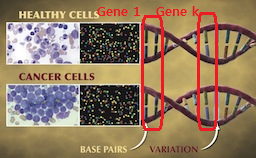 HEALTHY CELLS
Gene 1 Gene k
CANCER CELLS
BASE PAIRS
VARIATION